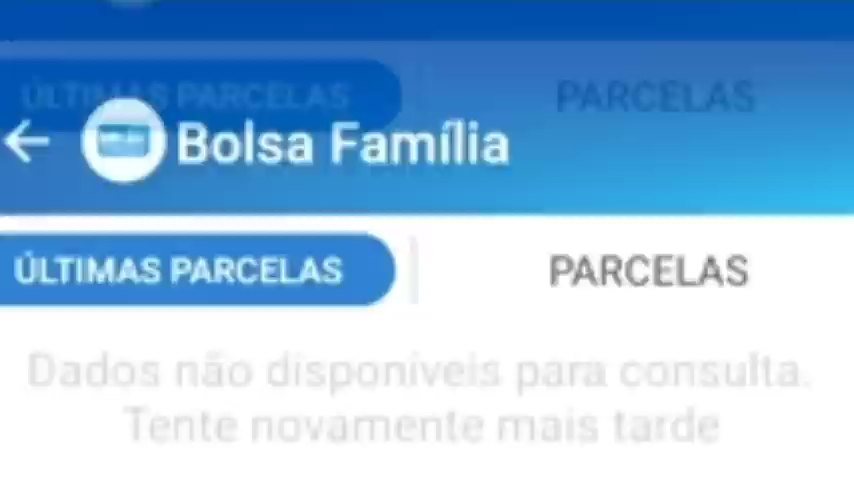 ÚLTIMAS PARCELAS PARCELAS
Bolsa Família
ÚLTIMAS PARCELAS PARCELAS
Dados não disponíveis para consulta.
Tente novamente mais tarde